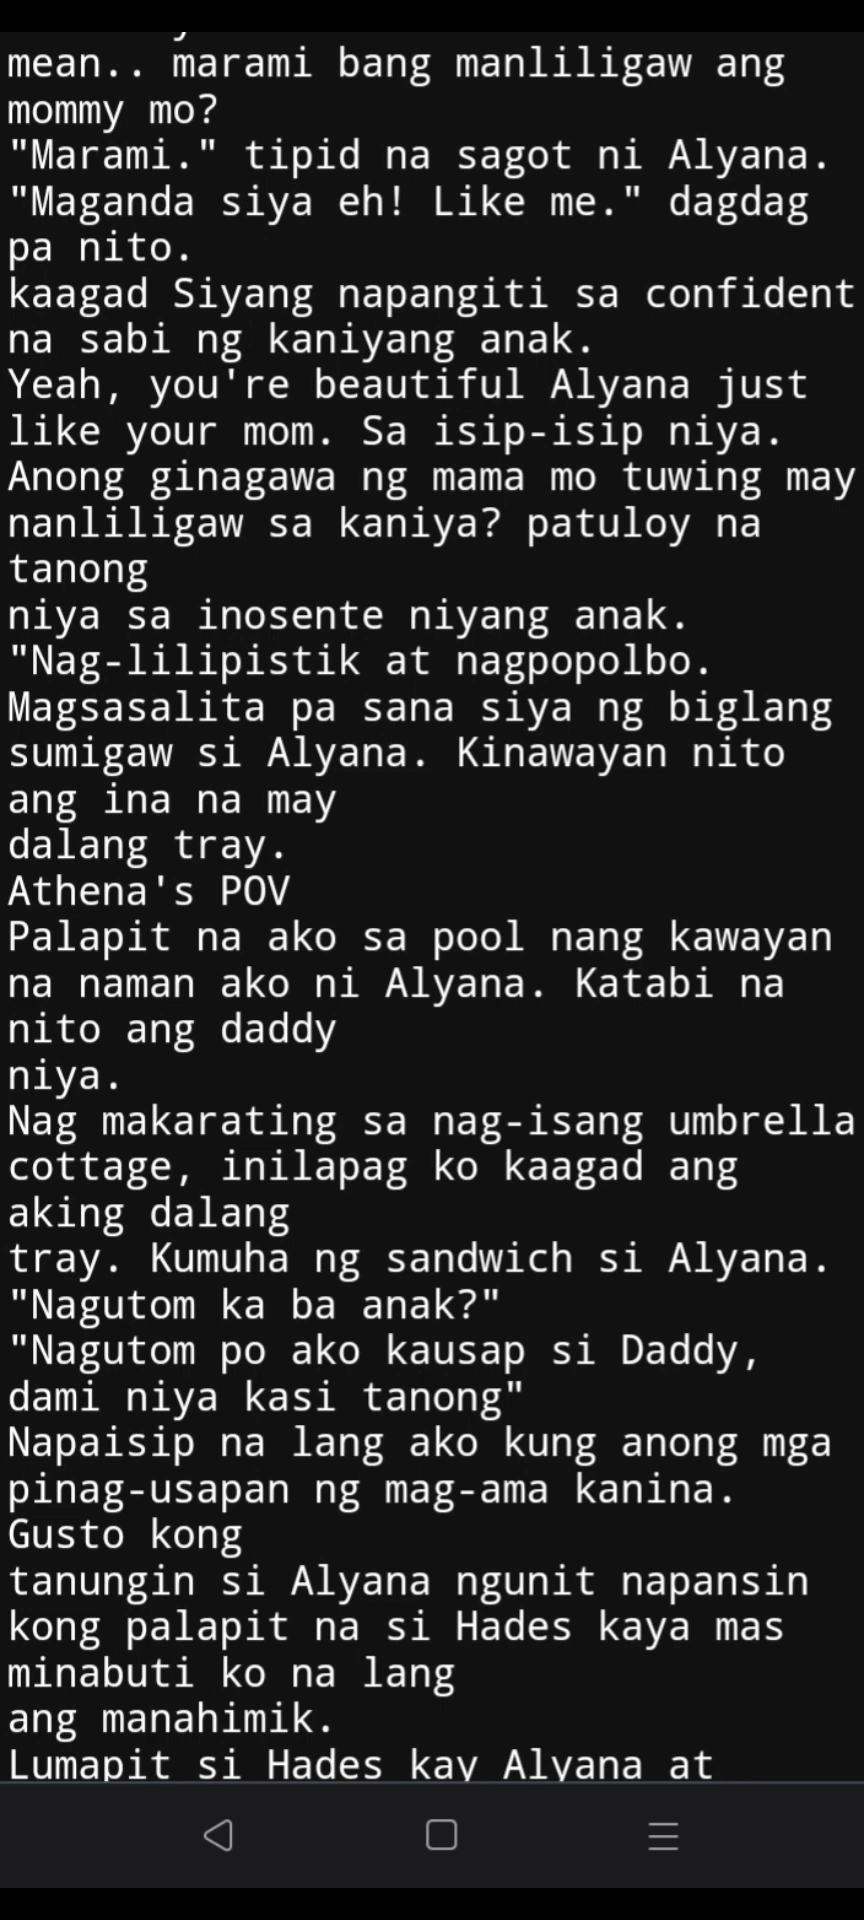 mean.. marami bang manliligaw ang
mommy mo?
"Marami." tipid na sagot ni Alyana.
"Maganda siya eh! Like me." dagdag
pa nito.
kaagad Siyang napangiti sa confident
na sabi ng kaniyang anak.
Yeah, you're beautiful Alyana just
like your mom. Sa isip-isip niya.
Anong ginagawa ng mama mo tuwing may
nanliligaw sa kaniya? patuloy na
tanong
niya sa inosente niyang anak.
"Nag-lilipistik at nagpopolbo.
Magsasalita pa sana siya ng biglang
sumigaw si Alyana. Kinawayan nito
ang ina na may
dalang tray.
Athena's POV
Palapit na ako sa pool nang kawayan
na naman ako ni Alyana. Katabi na
nito ang daddy
niya.
Nag makarating sa nag-isang umbrella
cottage, inilapag ko kaagad ang
aking dalang
tray. Kumuha ng sandwich si Alyana.
"Nagutom ka ba anak?"
"Nagutom po ako kausap si Daddy,
dami niya kasi tanong"
Napaisip na lang ako kung anong mga
pinag-usapan ng mag-ama kanina.
Gusto kong
tanungin si Alyana ngunit napansin
kong palapit na si Hades kaya mas
minabuti ko na lang
ang manahimik.
Lumapit si Hades kay Alyana at